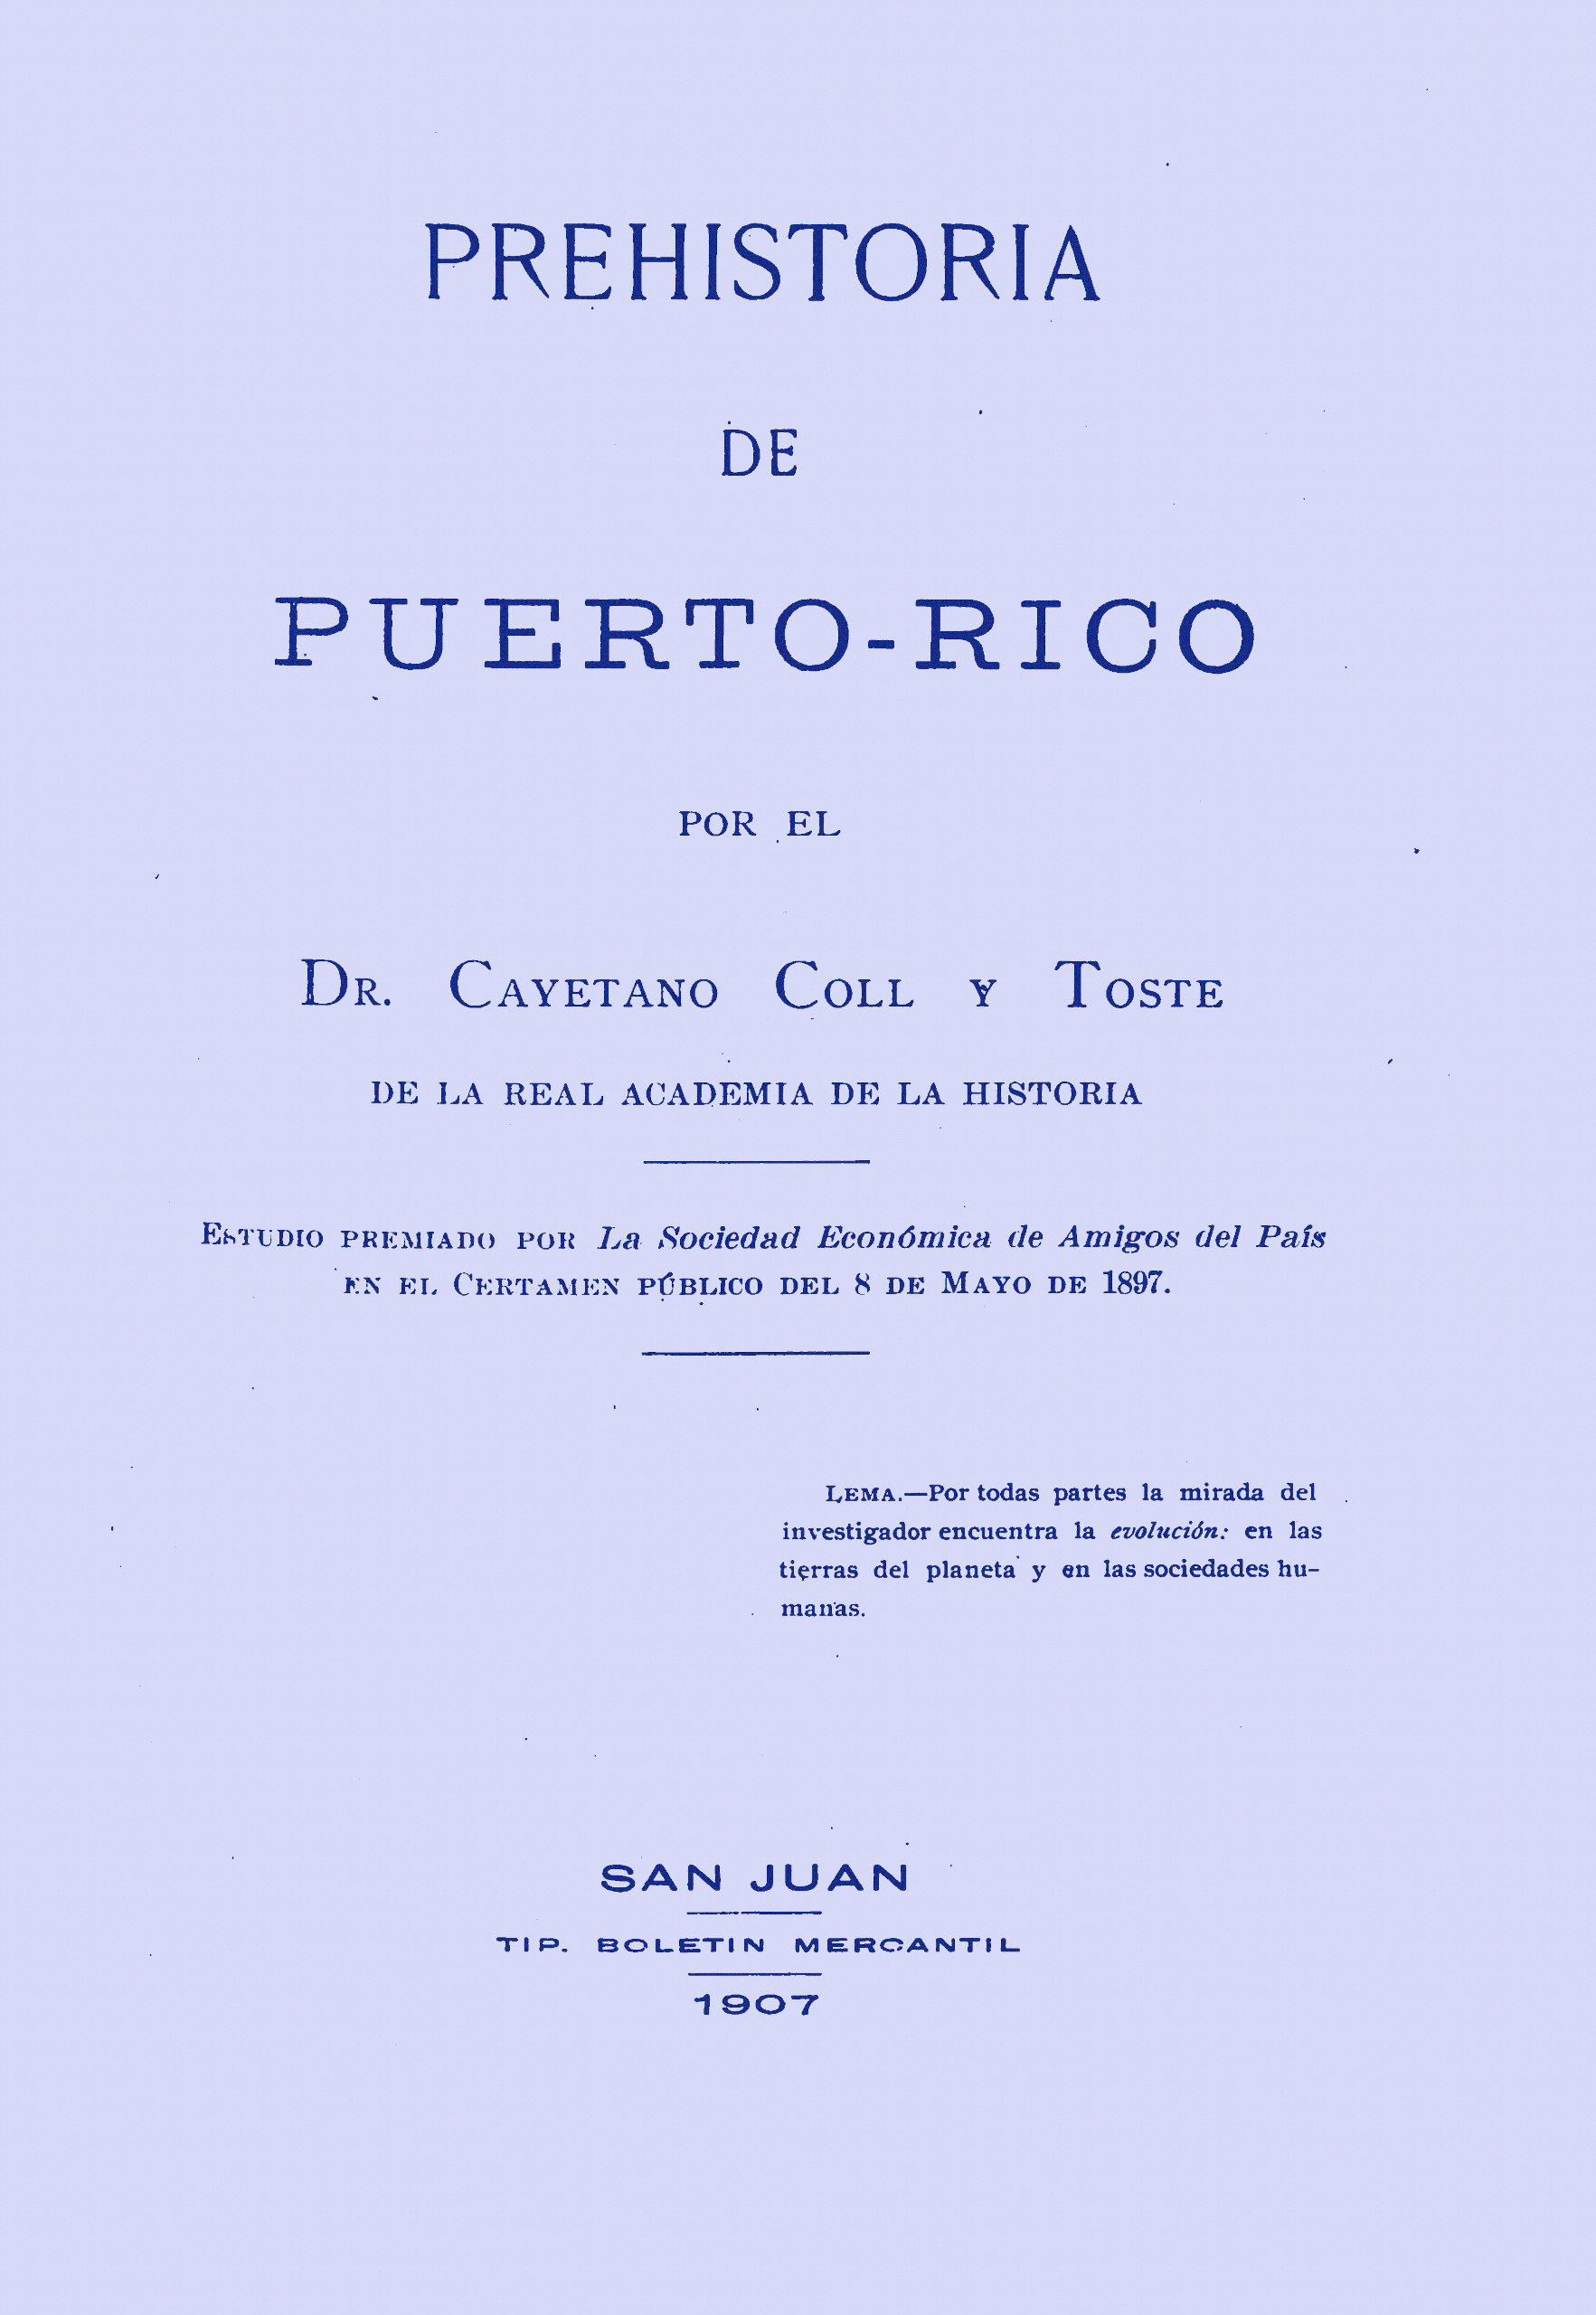 PREHISTORIA
DE
PUERTO-RICO
POR EL
DR. CAYETANO COLL Y TOSTE
DE LA REAL ACADEMIA DE LA HISTORIA
ESTUDIO PREMIADO POR La Sociedad Económica de Amigos del País
EN EL CERTAMEN PÚBLICO DEL 8 DE MAYO DE 1897.
LEMA.—Por todas partes la mirada del
investigador encuentra la evolución: en las
tierras del planeta y en las sociedades hu-
manas.
SAN JUAN
TIP. BOLETIN MERCANTIL
1907